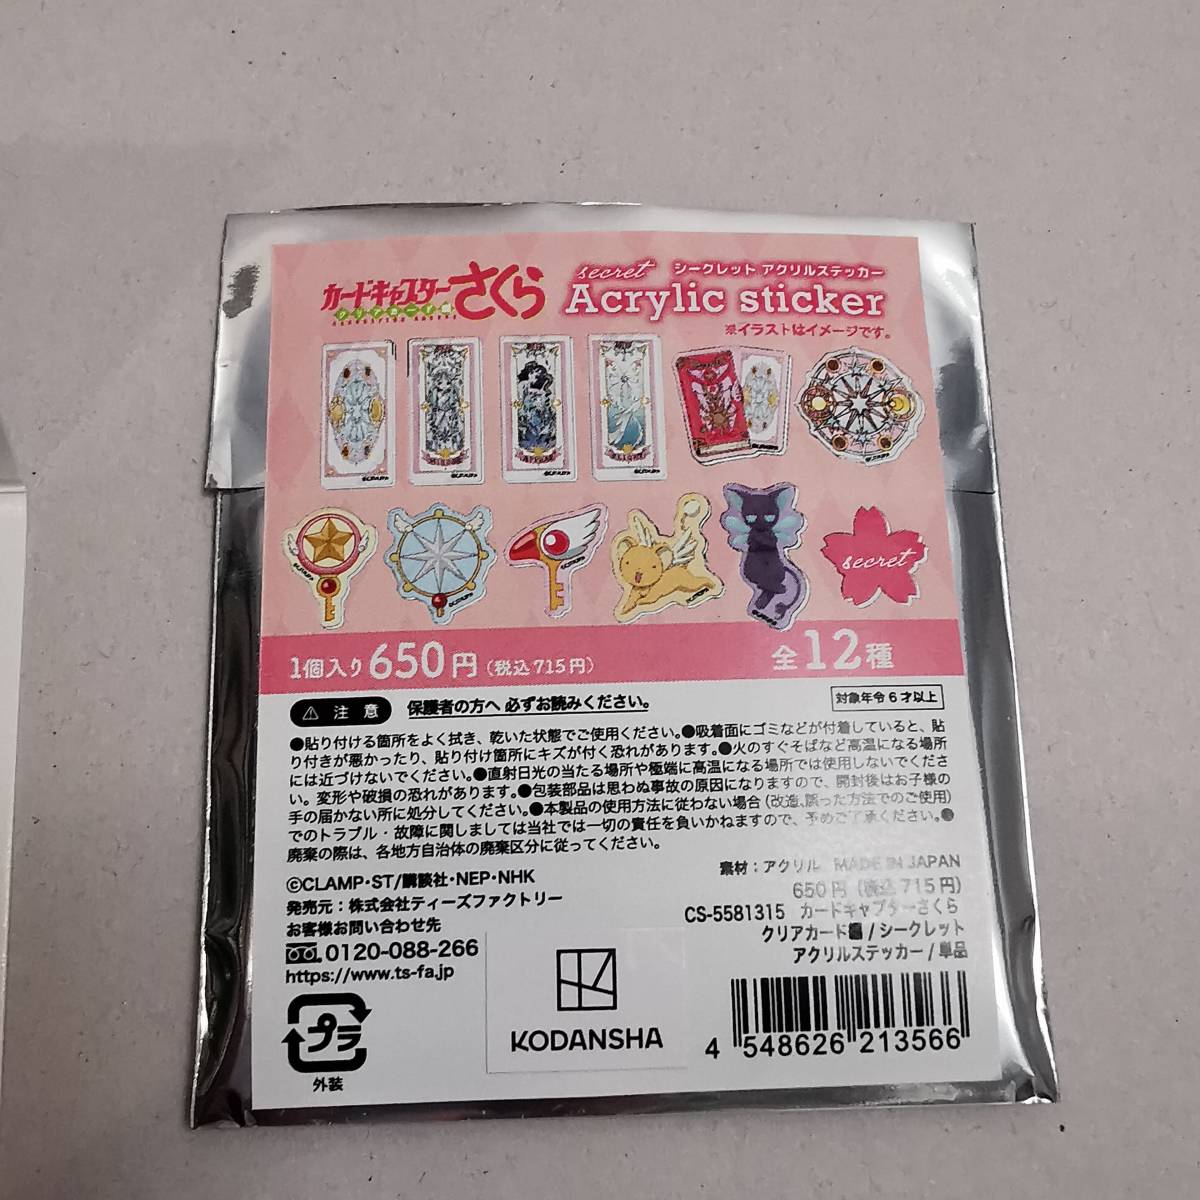 カードキャプターさくら
クリアカード編
secret
シークレット アクリルステッカー
Acrylic sticker
※イラストはイメージです。
secret
1個入り650円(税込715円)
全12種
⚠注意 保護者の方へ 必ずお読みください。
対象年令6才以上
●貼り付ける箇所をよく拭き、乾いた状態でご使用ください。●吸着面にゴミなどが付着していると、貼
り付きが悪かったり、貼り付け箇所にキズが付く恐れがあります。●火のすぐそばなど高温になる場所
には近づけないでください。●直射日光の当たる場所や極端に高温になる場所では使用しないでくださ
い。変形や破損の恐れがあります。●包装部品は思わぬ事故の原因になりますので、開封後はお子様の
手の届かない所に処分してください。●本製品の使用方法に従わない場合(改造、誤った方法でのご使用)
でのトラブル・故障に関しましては当社では一切の責任を負いかねますので、予めご了承ください。●
廃棄の際は、各地方自治体の廃棄区分に従ってください。
素材:アクリル MADE IN JAPAN
650円(税込715円)
CS-5581315 カードキャプターさくら
クリアカード編/シークレット
アクリルステッカー/単品
©CLAMP・ST/講談社・NEP・NHK
発売元:株式会社ティーズファクトリー
お客様お問い合わせ先
0120-088-266
https://www.ts-fa.jp
プラ
外装
KODANSHA
4 548626 213566